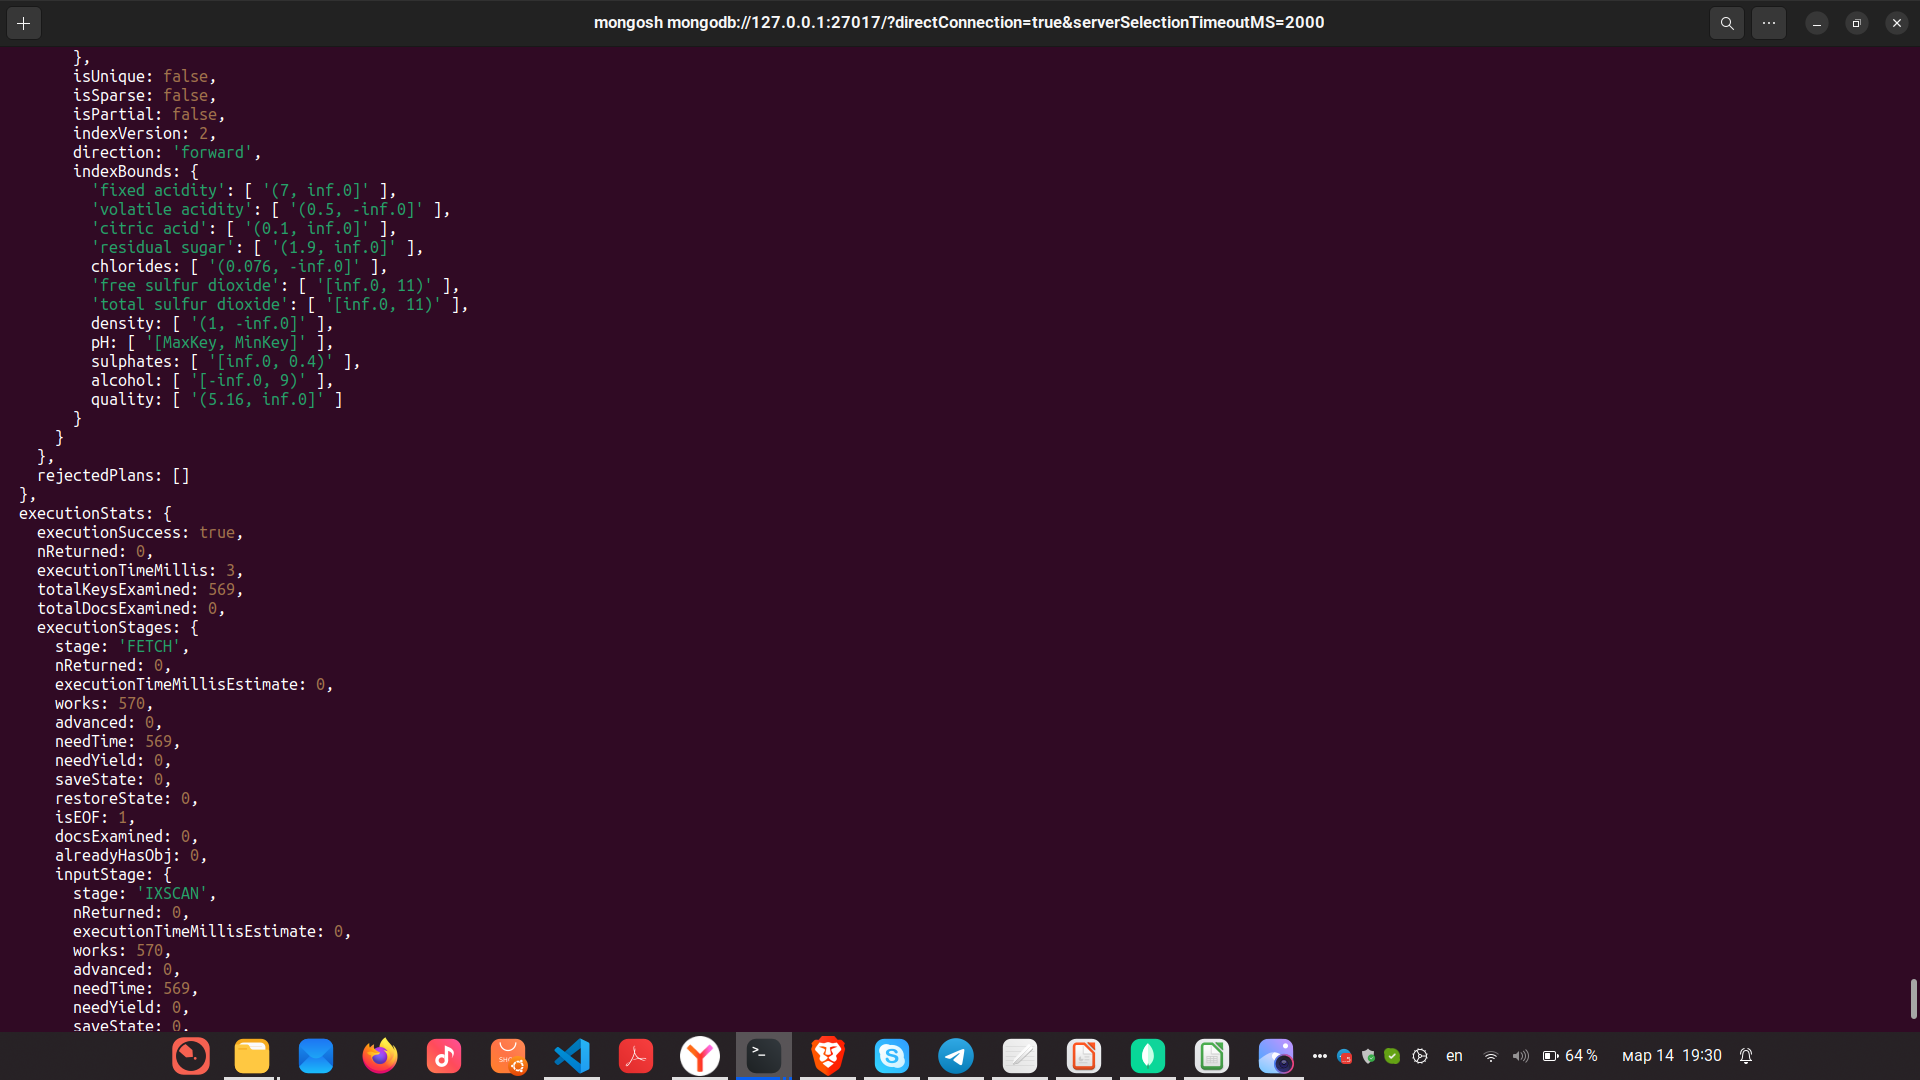 mongosh mongodb://127.0.0.1:27017/?directConnection=true&serverSelectionTimeoutMS=2000
},
isUnique: false,
isSparse: false,
isPartial: false,
indexVersion: 2,
direction: 'forward',
indexBounds: {
'fixed acidity': [ '(7, inf.0]' ],
'volatile acidity': [ '(0.5, -inf.0]' ],
'citric acid': [ '(0.1, inf.0]' ],
'residual sugar': [ '(1.9, inf.0]' ],
chlorides: [ '(0.076, -inf.0]' ],
'free sulfur dioxide': [ '[inf.0, 11)' ],
'total sulfur dioxide': [ '[inf.0, 11)' ],
density: [ '(1, -inf.0]' ],
pH: [ '[MaxKey, MinKey]' ],
sulphates: [ '[inf.0, 0.4)' ],
alcohol: [ '[-inf.0, 9)' ],
quality: [ '(5.16, inf.0]' ]
}
}
},
rejectedPlans: []
},
executionStats: {
executionSuccess: true,
nReturned: 0,
executionTimeMillis: 3,
totalKeysExamined: 569,
totalDocsExamined: 0,
executionStages: {
stage: 'FETCH',
nReturned: 0,
executionTimeMillisEstimate: 0,
works: 570,
advanced: 0,
needTime: 569,
needYield: 0,
saveState: 0,
restoreState: 0,
isEOF: 1,
docsExamined: 0,
alreadyHasObj: 0,
inputStage: {
stage: 'IXSCAN',
nReturned: 0,
executionTimeMillisEstimate: 0,
works: 570,
advanced: 0,
needTime: 569,
needYield: 0,
saveState: 0,
en 64 % мар 14 19:30